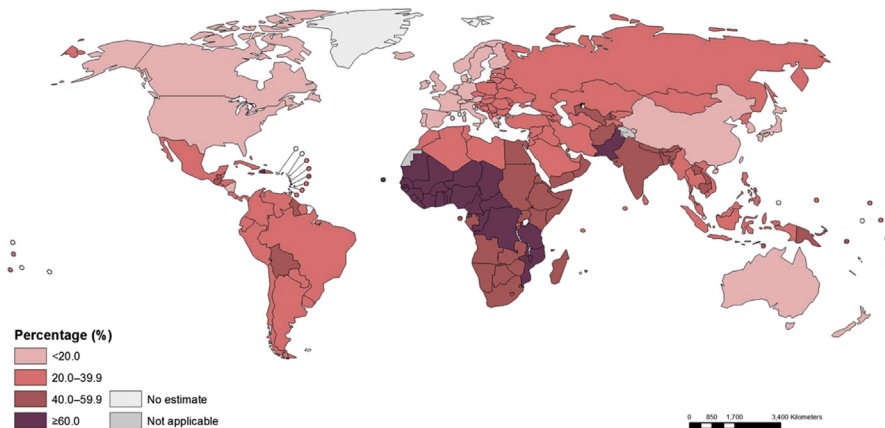 Percentage (%)
<20.0
20.0–39.9
40.0–59.9
≥60.0
No estimate
Not applicable
0 850 1,700 3,400 Kilometers